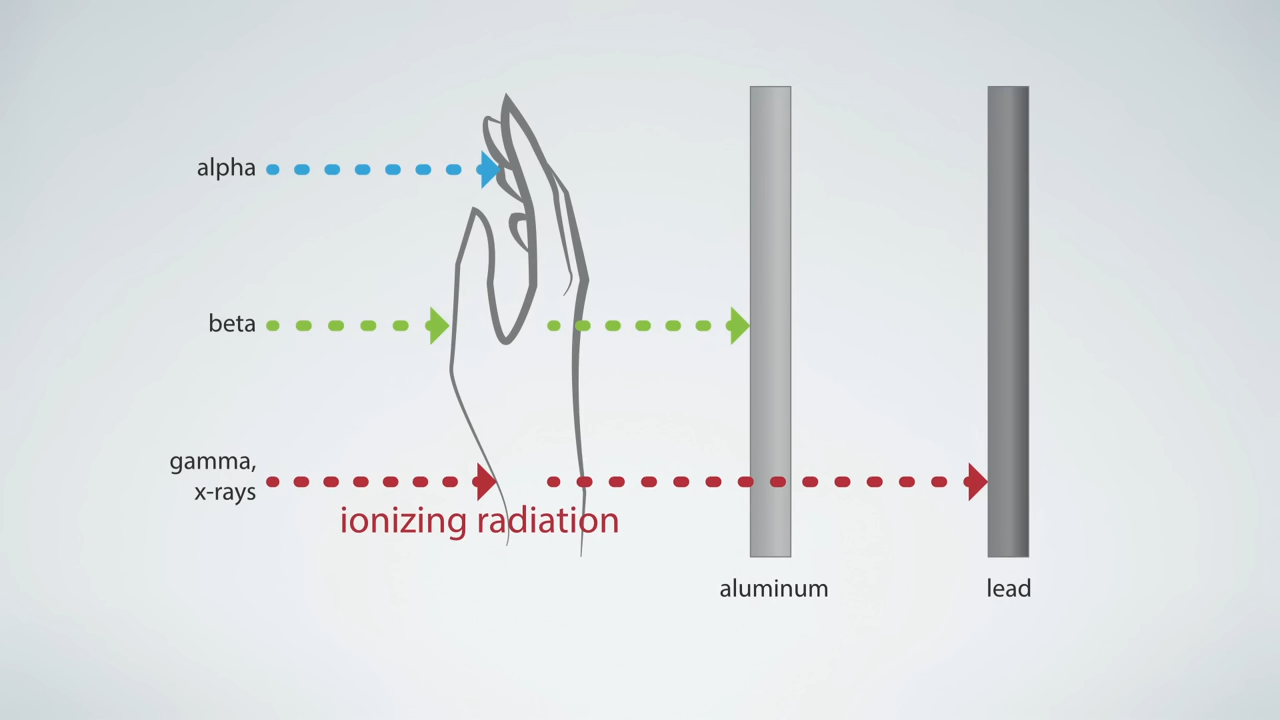 alpha
beta
gamma,
x-rays
ionizing radiation
aluminum
lead